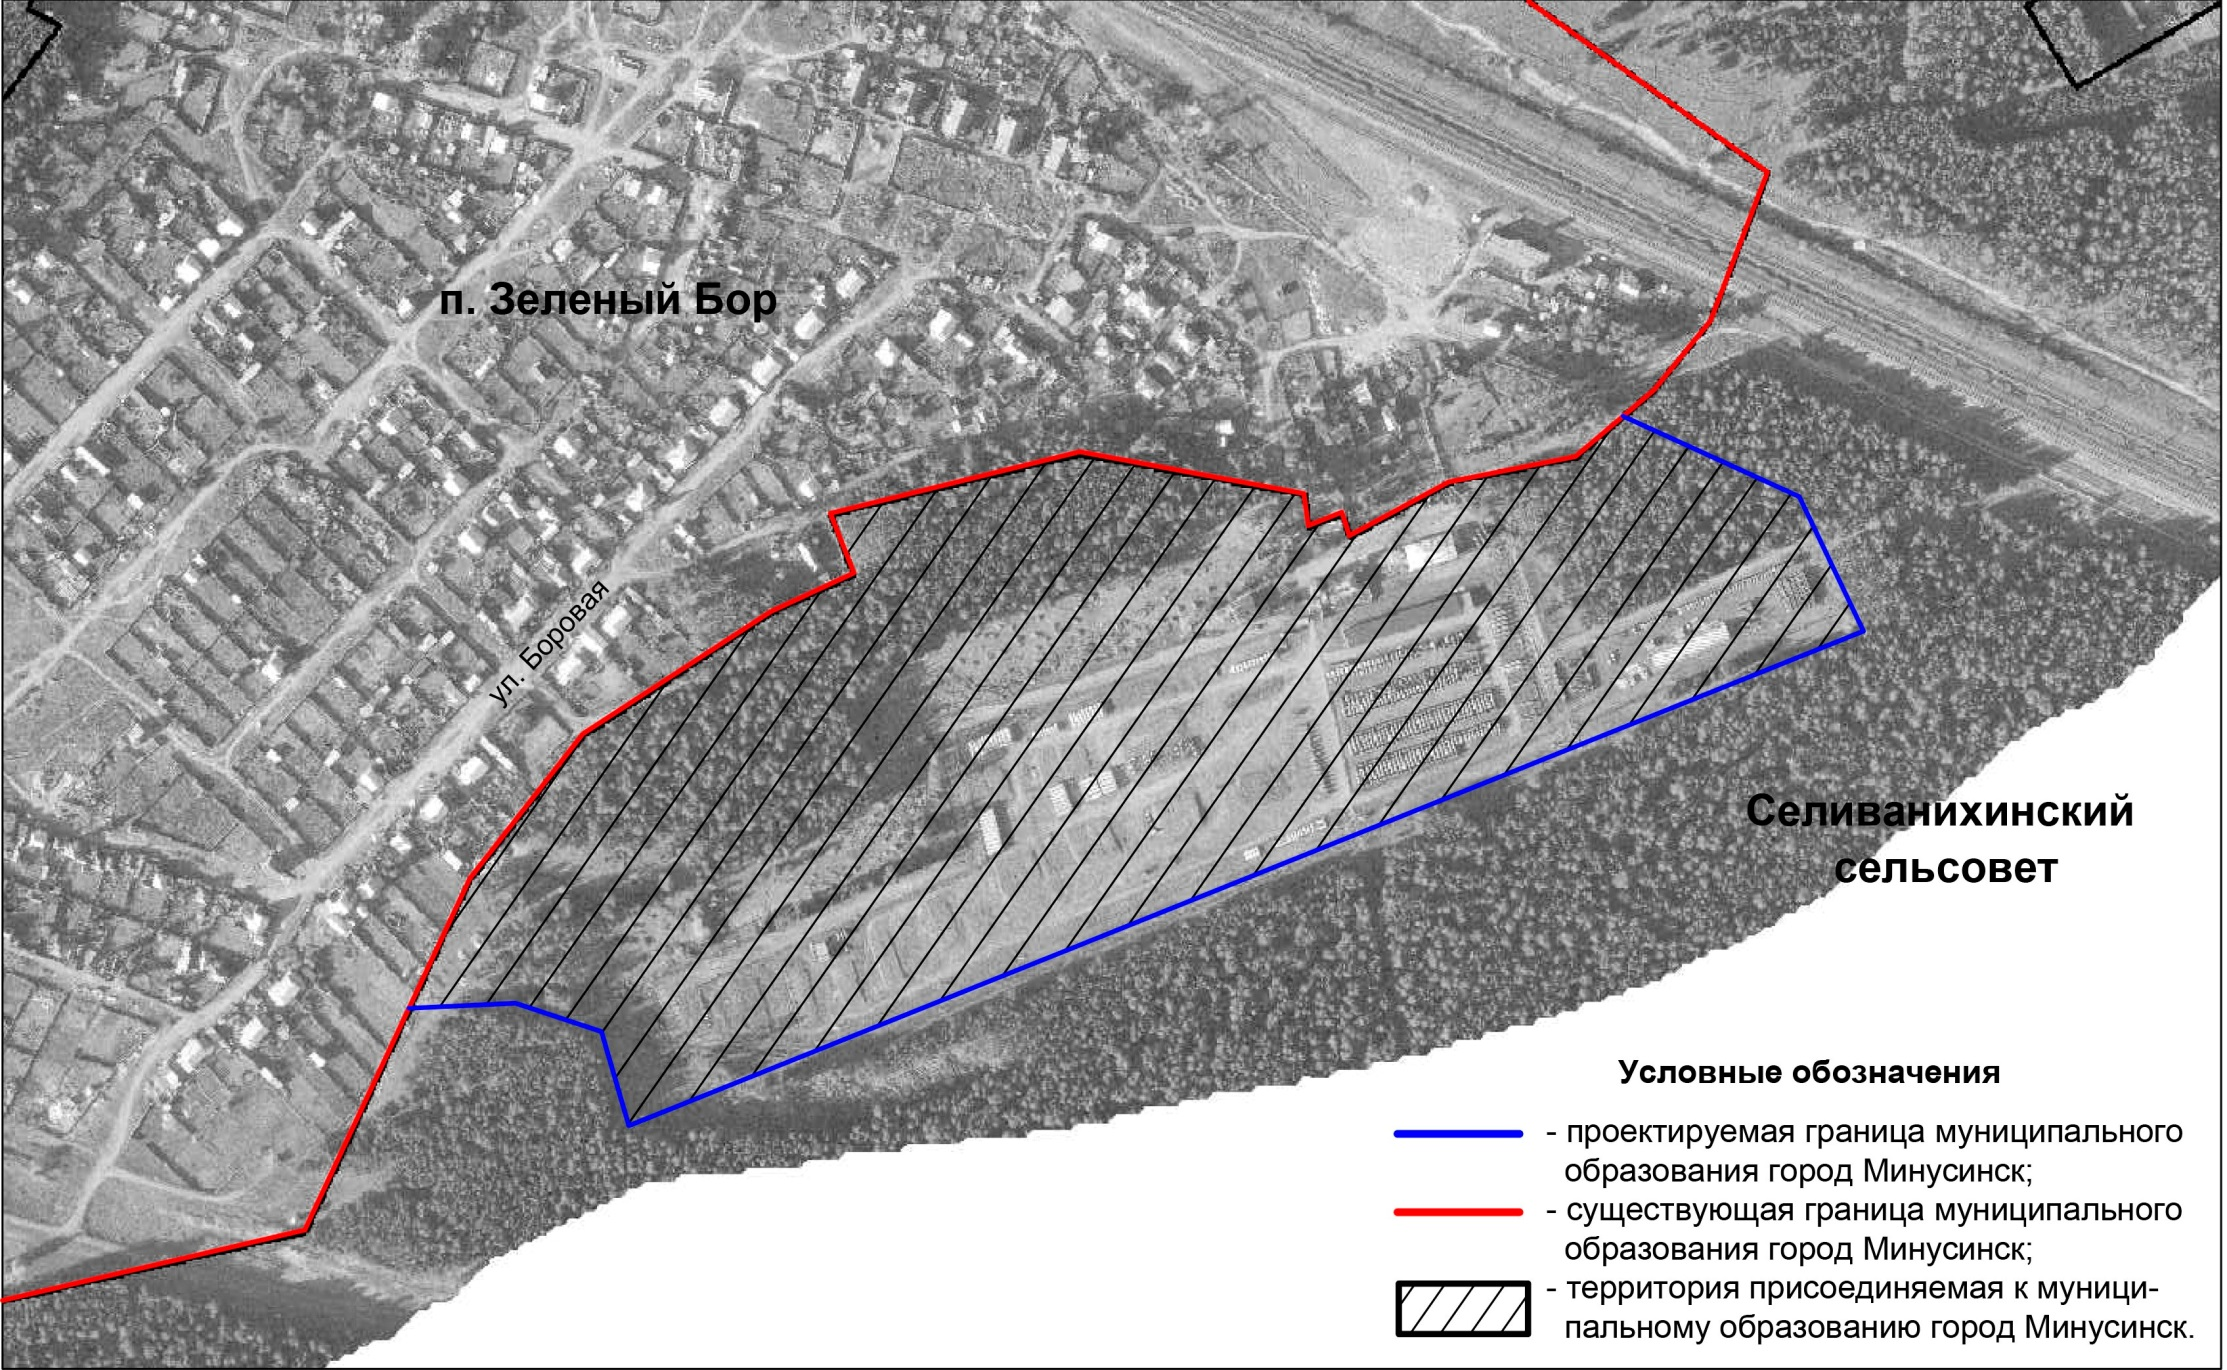 п. Зеленый Бор
ул. Боровая
Селиванихинский
сельсовет
Условные обозначения
- проектируемая граница муниципального
образования город Минусинск;
- существующая граница муниципального
образования город Минусинск;
- территория присоединяемая к муници-
пальному образованию город Минусинск.